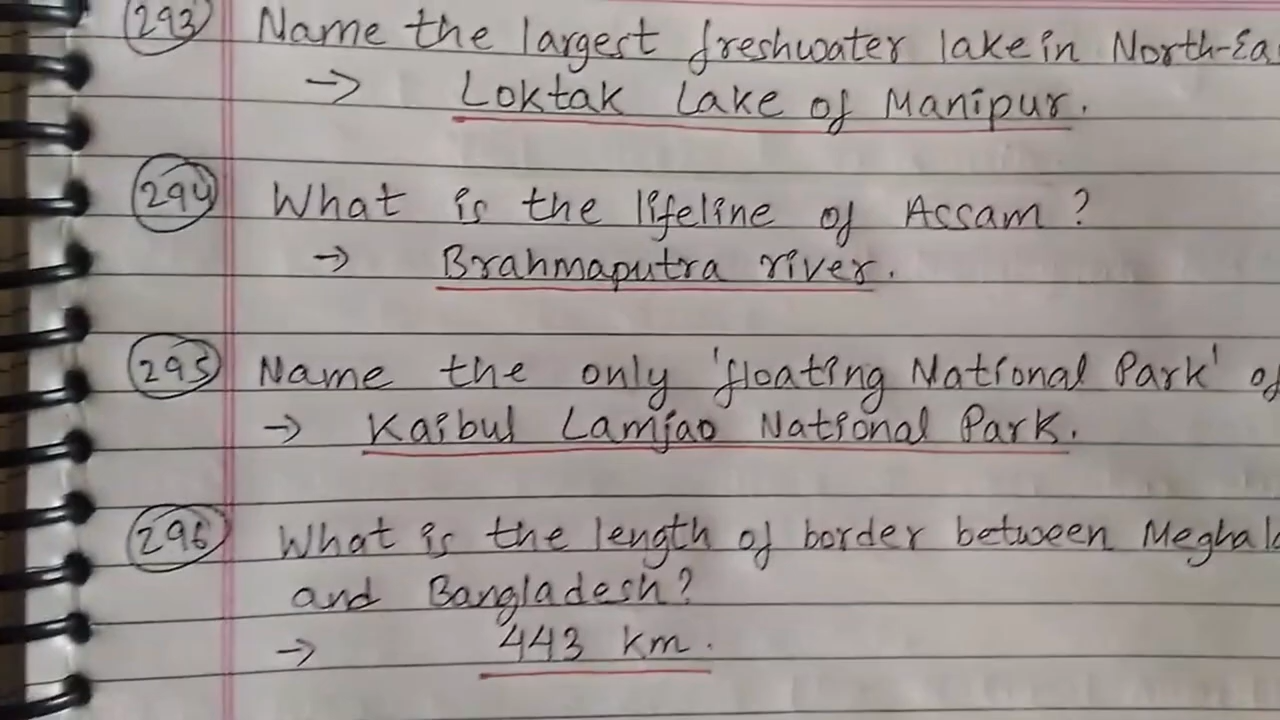 293 Name the largest freshwater lake in North-Ea
→ Loktak Lake of Manipur.
294 What is the lifeline of Assam?
→ Brahmaputra river.
295 Name the only 'floating National Park' of
→ Kaibul Lamjao National Park.
296 What is the length of border between Meghala
and Bangladesh?
→ 443 km.